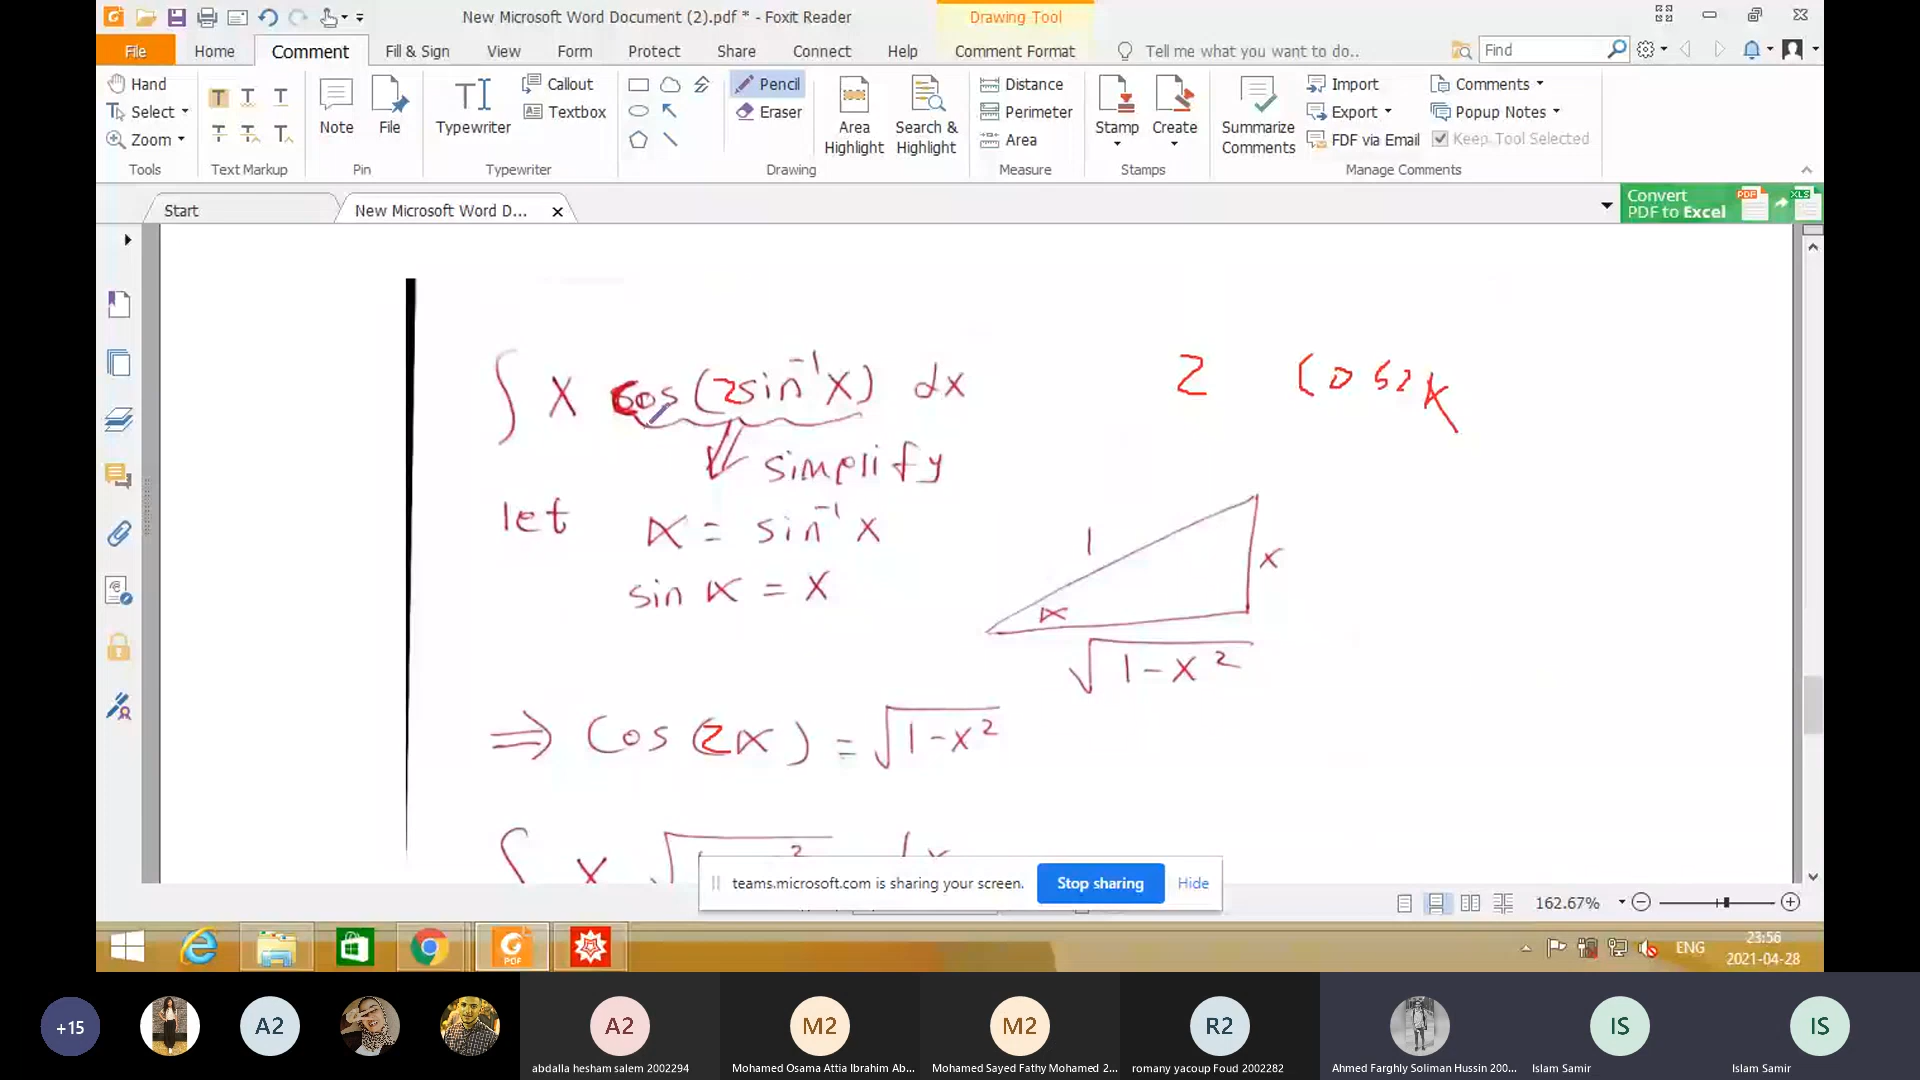 New Microsoft Word Document (2).pdf * - Foxit Reader
Drawing Tool
File Home Comment Fill & Sign View Form Protect Share Connect Help Comment Format Tell me what you want to do.. Find
Hand
Select
Zoom
Tools
Text Markup
Note
File
Pin
Typewriter
Callout
Textbox
Typewriter
Pencil
Eraser
Area Highlight
Search & Highlight
Drawing
Distance
Perimeter
Area
Measure
Stamp
Create
Stamps
Summarize Comments
Import
Export
FDF via Email
Comments
Popup Notes
Keep Tool Selected
Manage Comments
Start
New Microsoft Word D...
Convert
PDF to Excel
PDF XLS
∫ x cos(2sin⁻¹x) dx
2 cos2α
simplify
let α = sin⁻¹ x
sin α = x
1
x
α
√1-x²
⇒ Cos(2α) = √1-x²
teams.microsoft.com is sharing your screen.
Stop sharing
Hide
162.67%
PDF
ENG
23:56
2021-04-28
+15
A2
A2
M2
M2
R2
IS
IS
abdalla hesham salem 2002294
Mohamed Osama Attia Ibrahim Ab...
Mohamed Sayed Fathy Mohamed 2...
romany yacoup Foud 2002282
Ahmed Farghly Soliman Hussin 200...
Islam Samir
Islam Samir